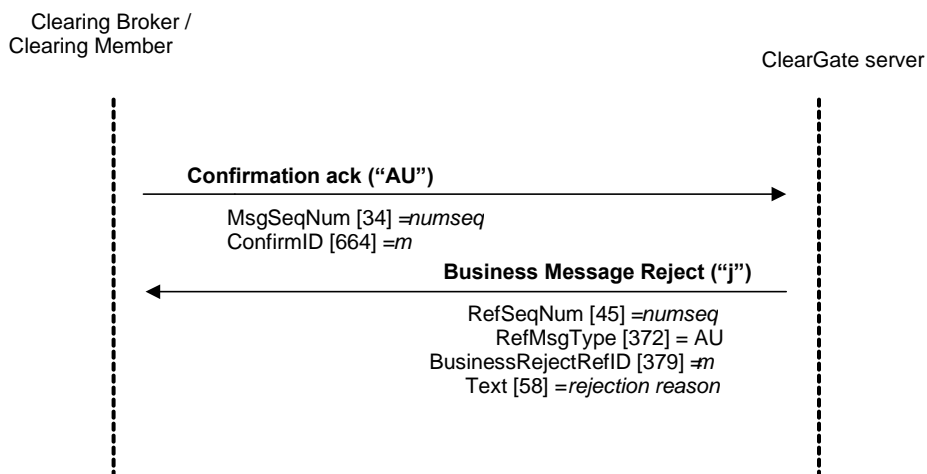 Clearing Broker /
Clearing Member
ClearGate server
Confirmation ack (“AU”)
MsgSeqNum [34] =numseq
ConfirmID [664] =m
Business Message Reject (“j”)
RefSeqNum [45] =numseq
RefMsgType [372] = AU
BusinessRejectRefID [379] =m
Text [58] =rejection reason